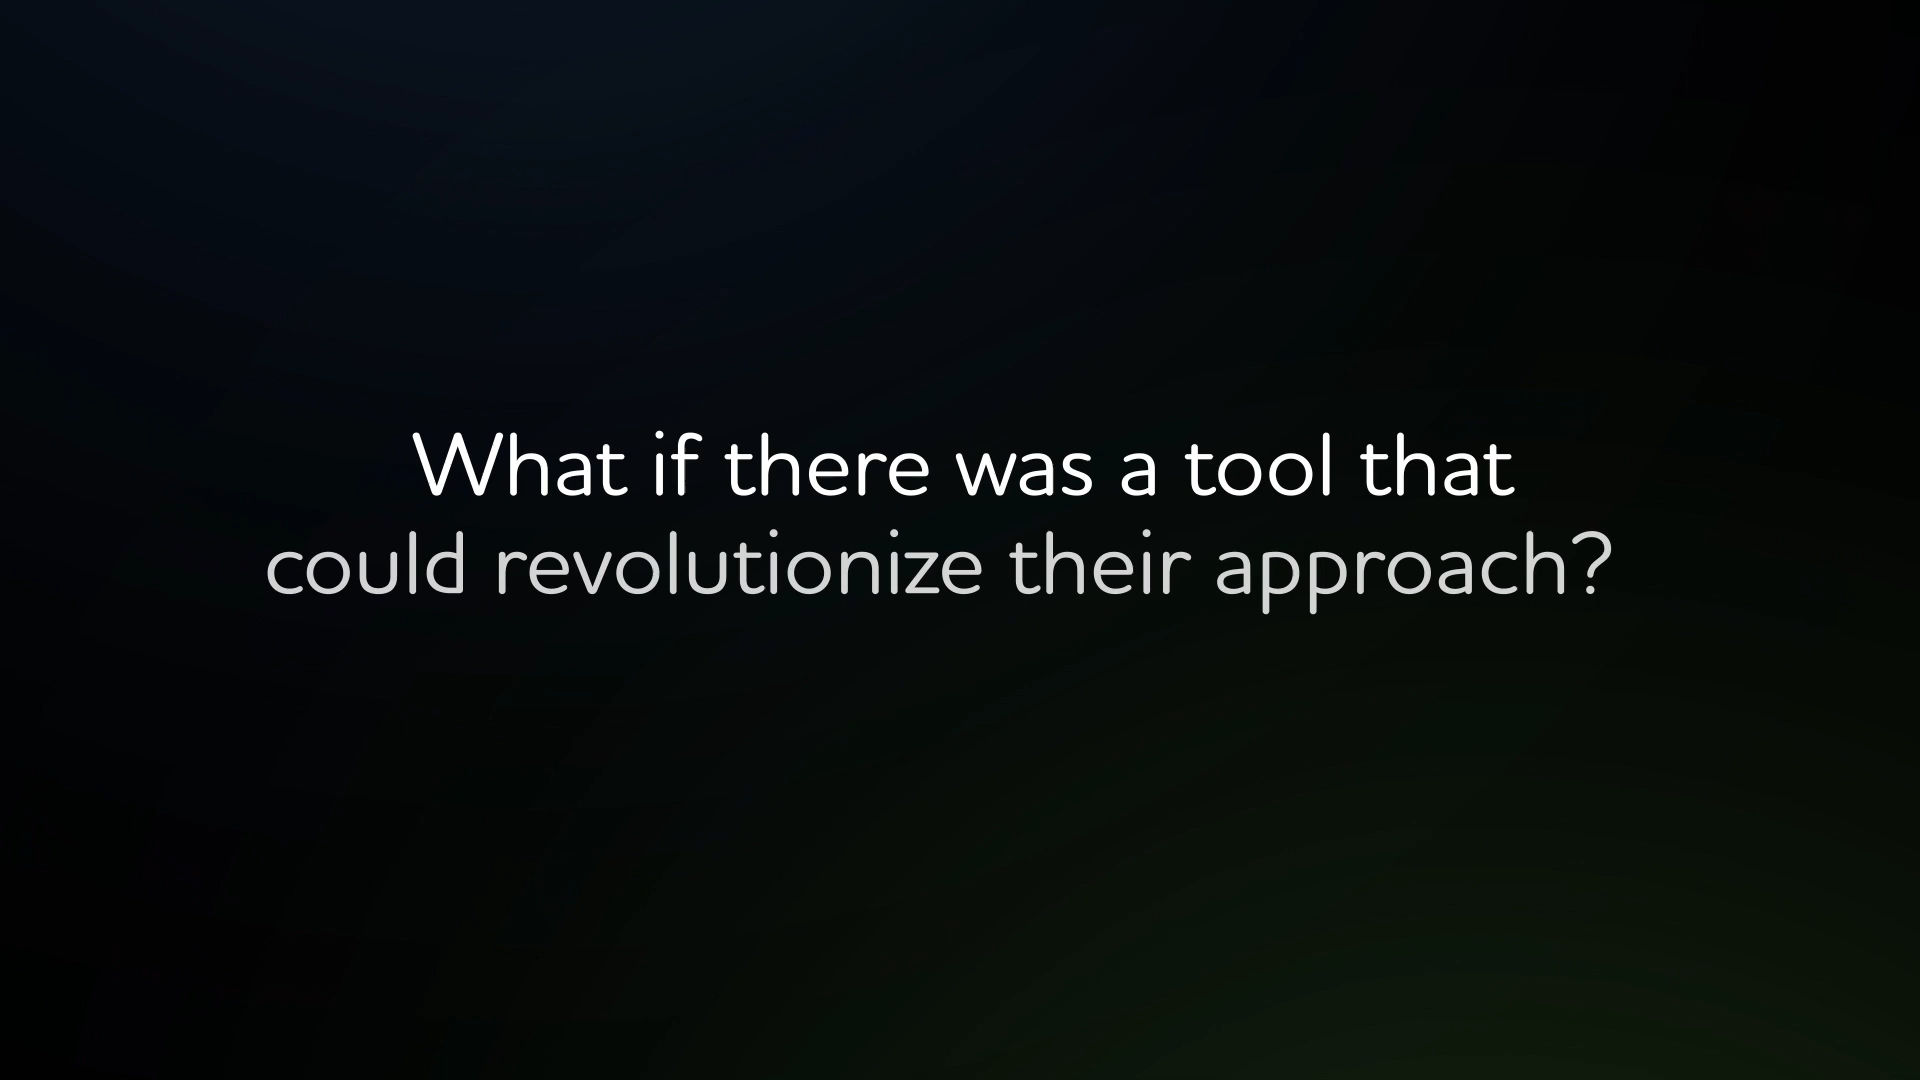 What if there was a tool that
could revolutionize their approach?